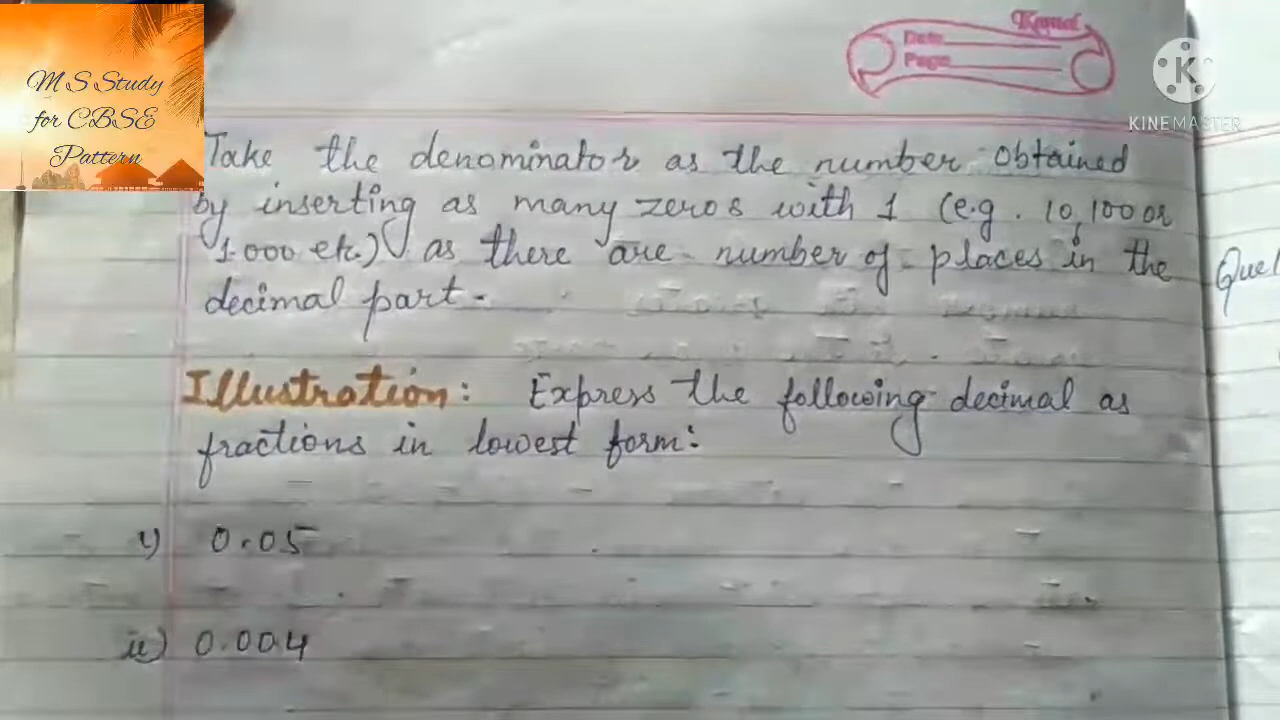 M S Study
for CBSE
Pattern
Date
Page
KINEMASTER
Take the denominator as the number obtained
by inserting as many zeros with 1 (e.g. 10,100 or
1000 etc.) as there are number of places in the
decimal part.
Illustration: Express the following decimal as
fractions in lowest form:
i) 0.05
ii) 0.004